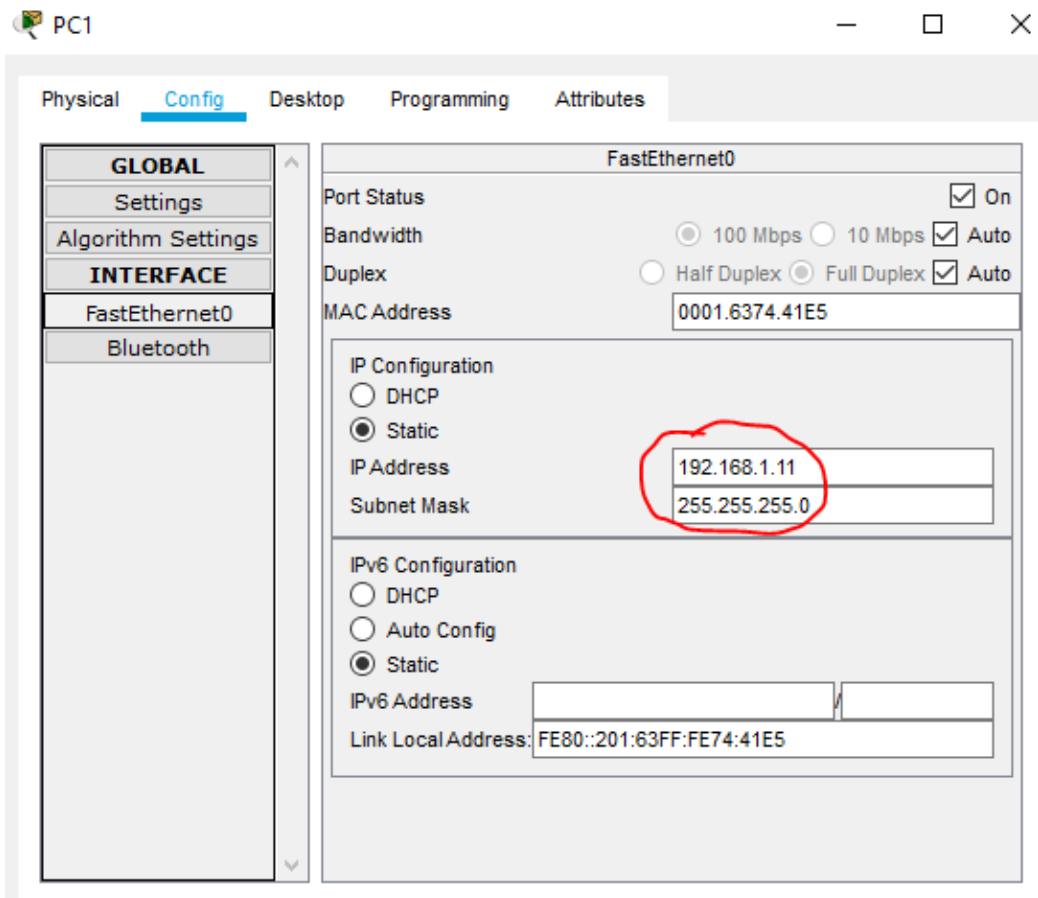 PC1
Physical Config Desktop Programming Attributes
GLOBAL
Settings
Algorithm Settings
INTERFACE
FastEthernet0
Bluetooth
FastEthernet0
Port Status On
Bandwidth 100 Mbps 10 Mbps Auto
Duplex Half Duplex Full Duplex Auto
MAC Address 0001.6374.41E5
IP Configuration
DHCP
Static
IP Address 192.168.1.11
Subnet Mask 255.255.255.0
IPv6 Configuration
DHCP
Auto Config
Static
IPv6 Address /
Link Local Address: FE80::201:63FF:FE74:41E5